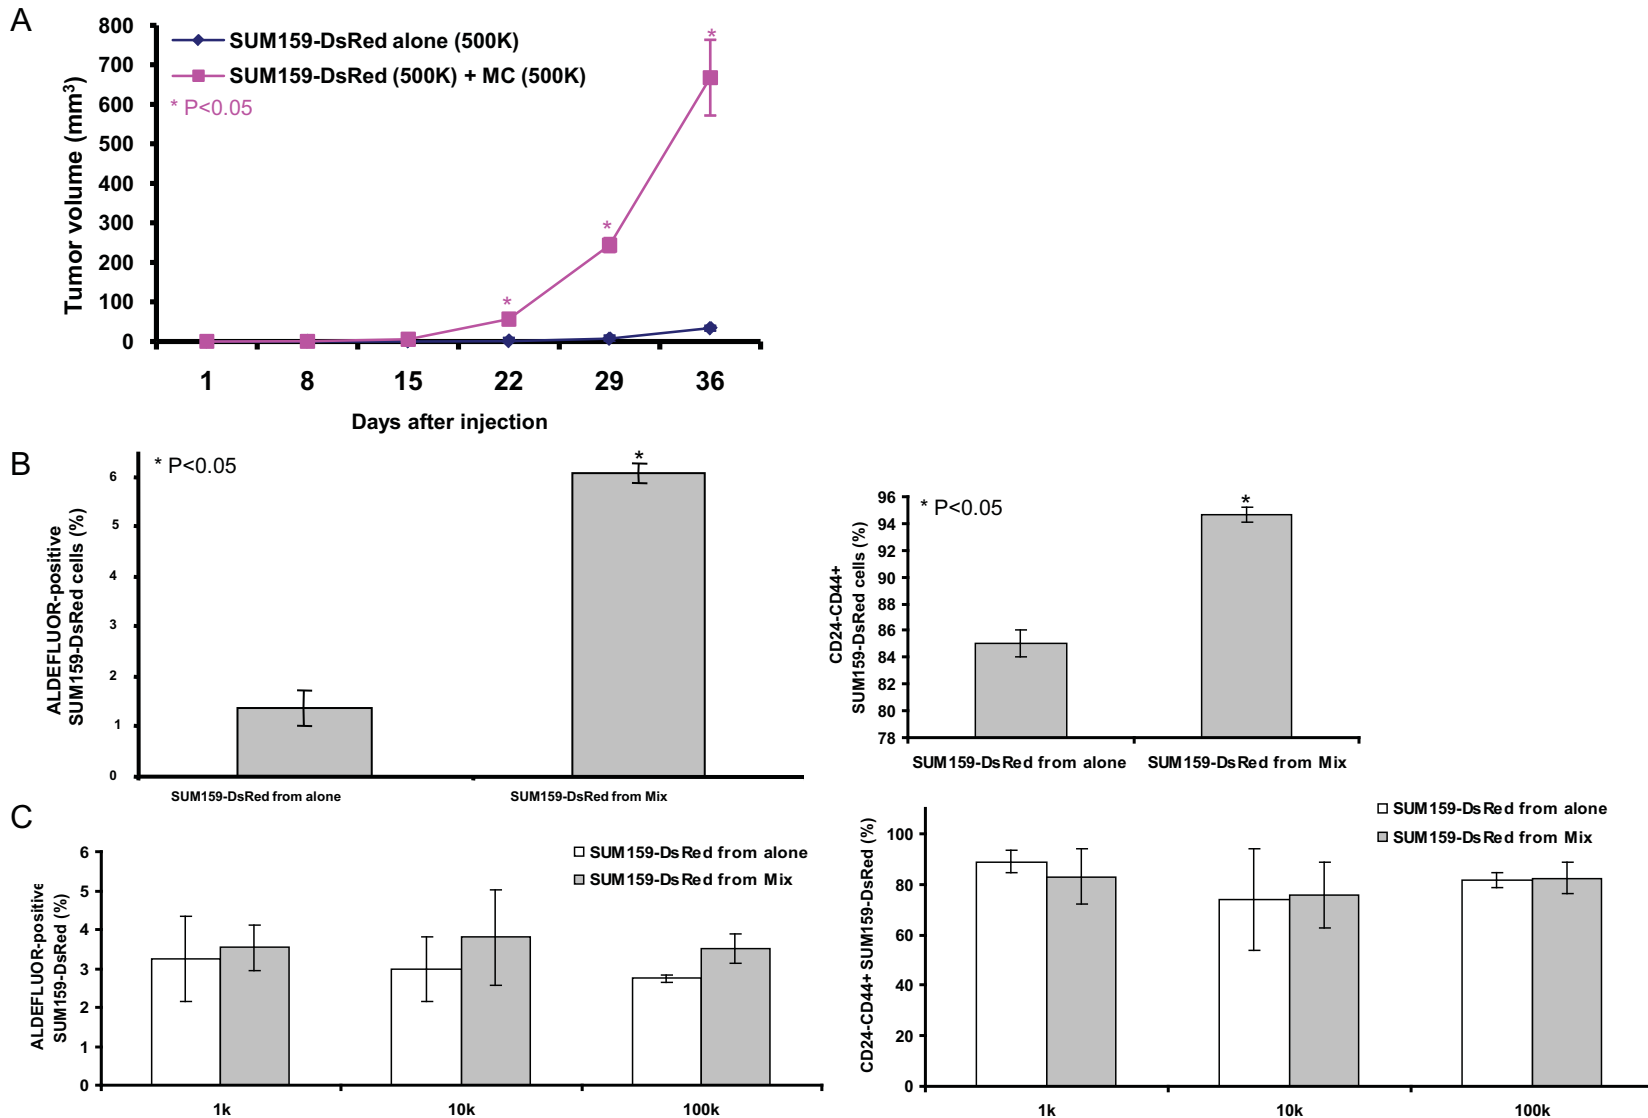 A
800
700
600
500
400
300
200
100
0
Tumor volume (mm³)
SUM159-DsRed alone (500K)
SUM159-DsRed (500K) + MC (500K)
* P<0.05
*
*
*
1 8 15 22 29 36
Days after injection
B
ALDEFLUOR-positive
SUM159-DsRed cells (%)
6
5
4
3
2
1
0
* P<0.05
*
SUM159-DsRed from alone SUM159-DsRed from Mix
CD24-CD44+
SUM159-DsRed cells (%)
96
94
92
90
88
86
84
82
80
78
* P<0.05
*
SUM159-DsRed from alone SUM159-DsRed from Mix
C
ALDEFLUOR-positive
SUM159-DsRed (%)
6
5
4
3
2
1
0
SUM159-DsRed from alone
SUM159-DsRed from Mix
1k 10k 100k
CD24-CD44+ SUM159-DsRed (%)
100
80
60
40
20
0
SUM159-DsRed from alone
SUM159-DsRed from Mix
1k 10k 100k